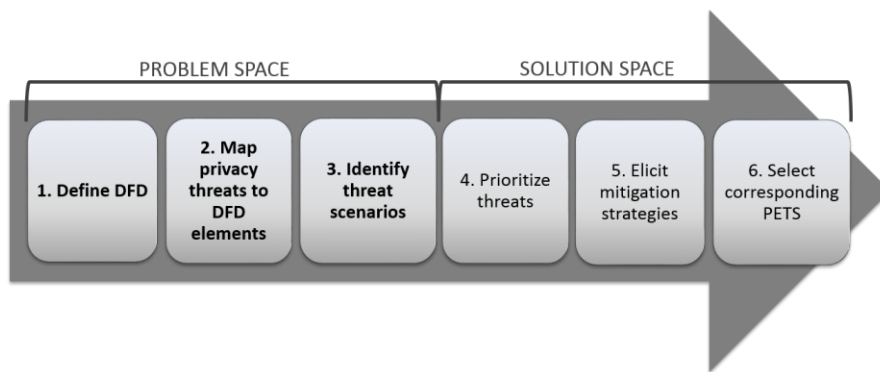 PROBLEM SPACE
SOLUTION SPACE
1. Define DFD
2. Map
privacy
threats to
DFD
elements
3. Identify
threat
scenarios
4. Prioritize
threats
5. Elicit
mitigation
strategies
6. Select
corresponding
PETS